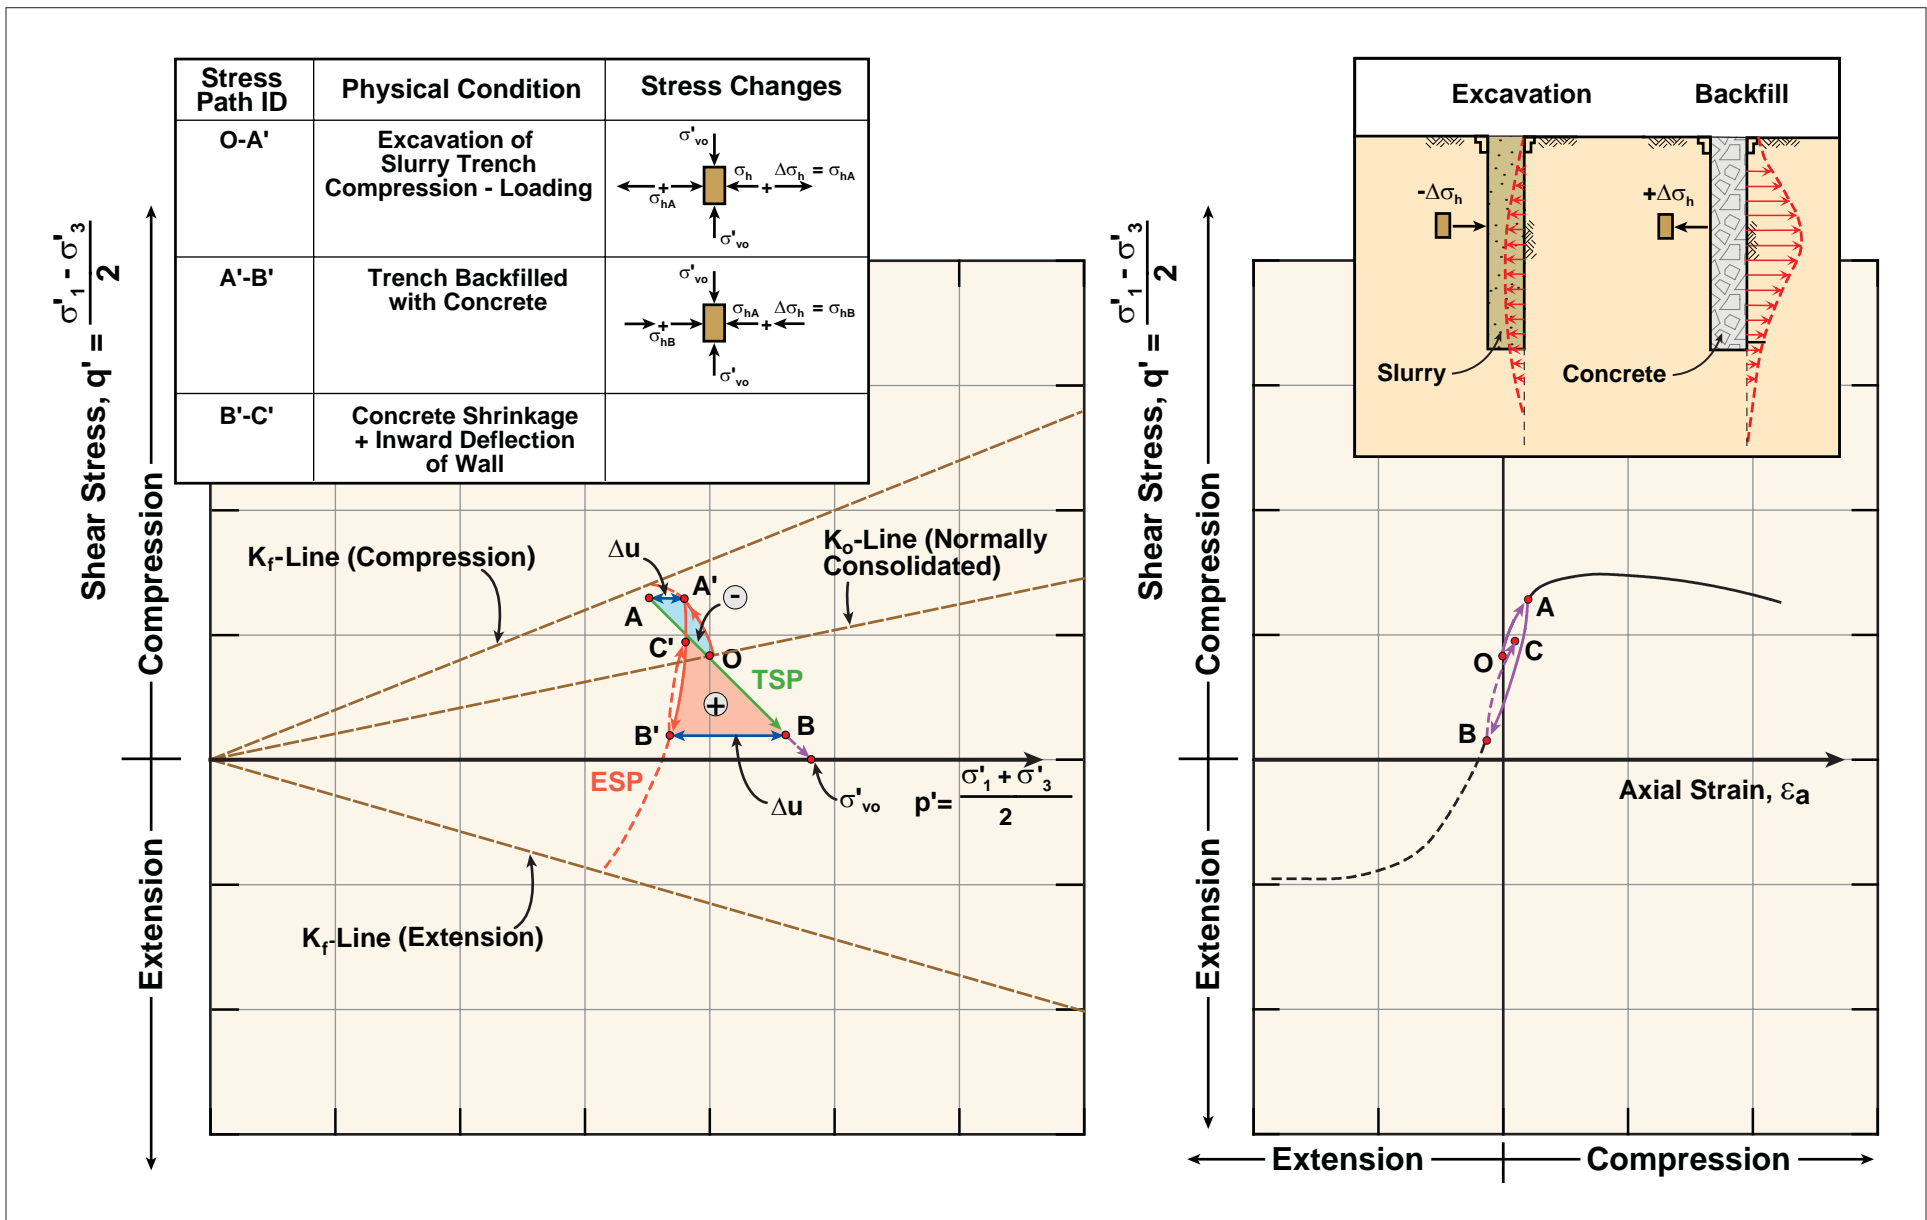 Stress
Path ID
Physical Condition
Stress Changes
O-A'
Excavation of
Slurry Trench
Compression - Loading
σ'vo
σh
Δσh = σhA
+
+
σhA
σ'vo
A'-B'
Trench Backfilled
with Concrete
σ'vo
σhA
Δσh = σhB
+
+
σhB
σ'vo
B'-C'
Concrete Shrinkage
+ Inward Deflection
of Wall
Shear Stress, q' = σ'1 - σ'3
2
Compression
Extension
Kf-Line (Compression)
Δu
Ko-Line (Normally
Consolidated)
A
A'
-
C'
O
TSP
+
B'
B
ESP
Δu
σ'vo
p'= σ'1 + σ'3
2
Kf-Line (Extension)
Shear Stress, q' = σ'1 - σ'3
2
Compression
Extension
Excavation
Backfill
-Δσh
+Δσh
Slurry
Concrete
A
O
C
B
Axial Strain, εa
Extension
Compression